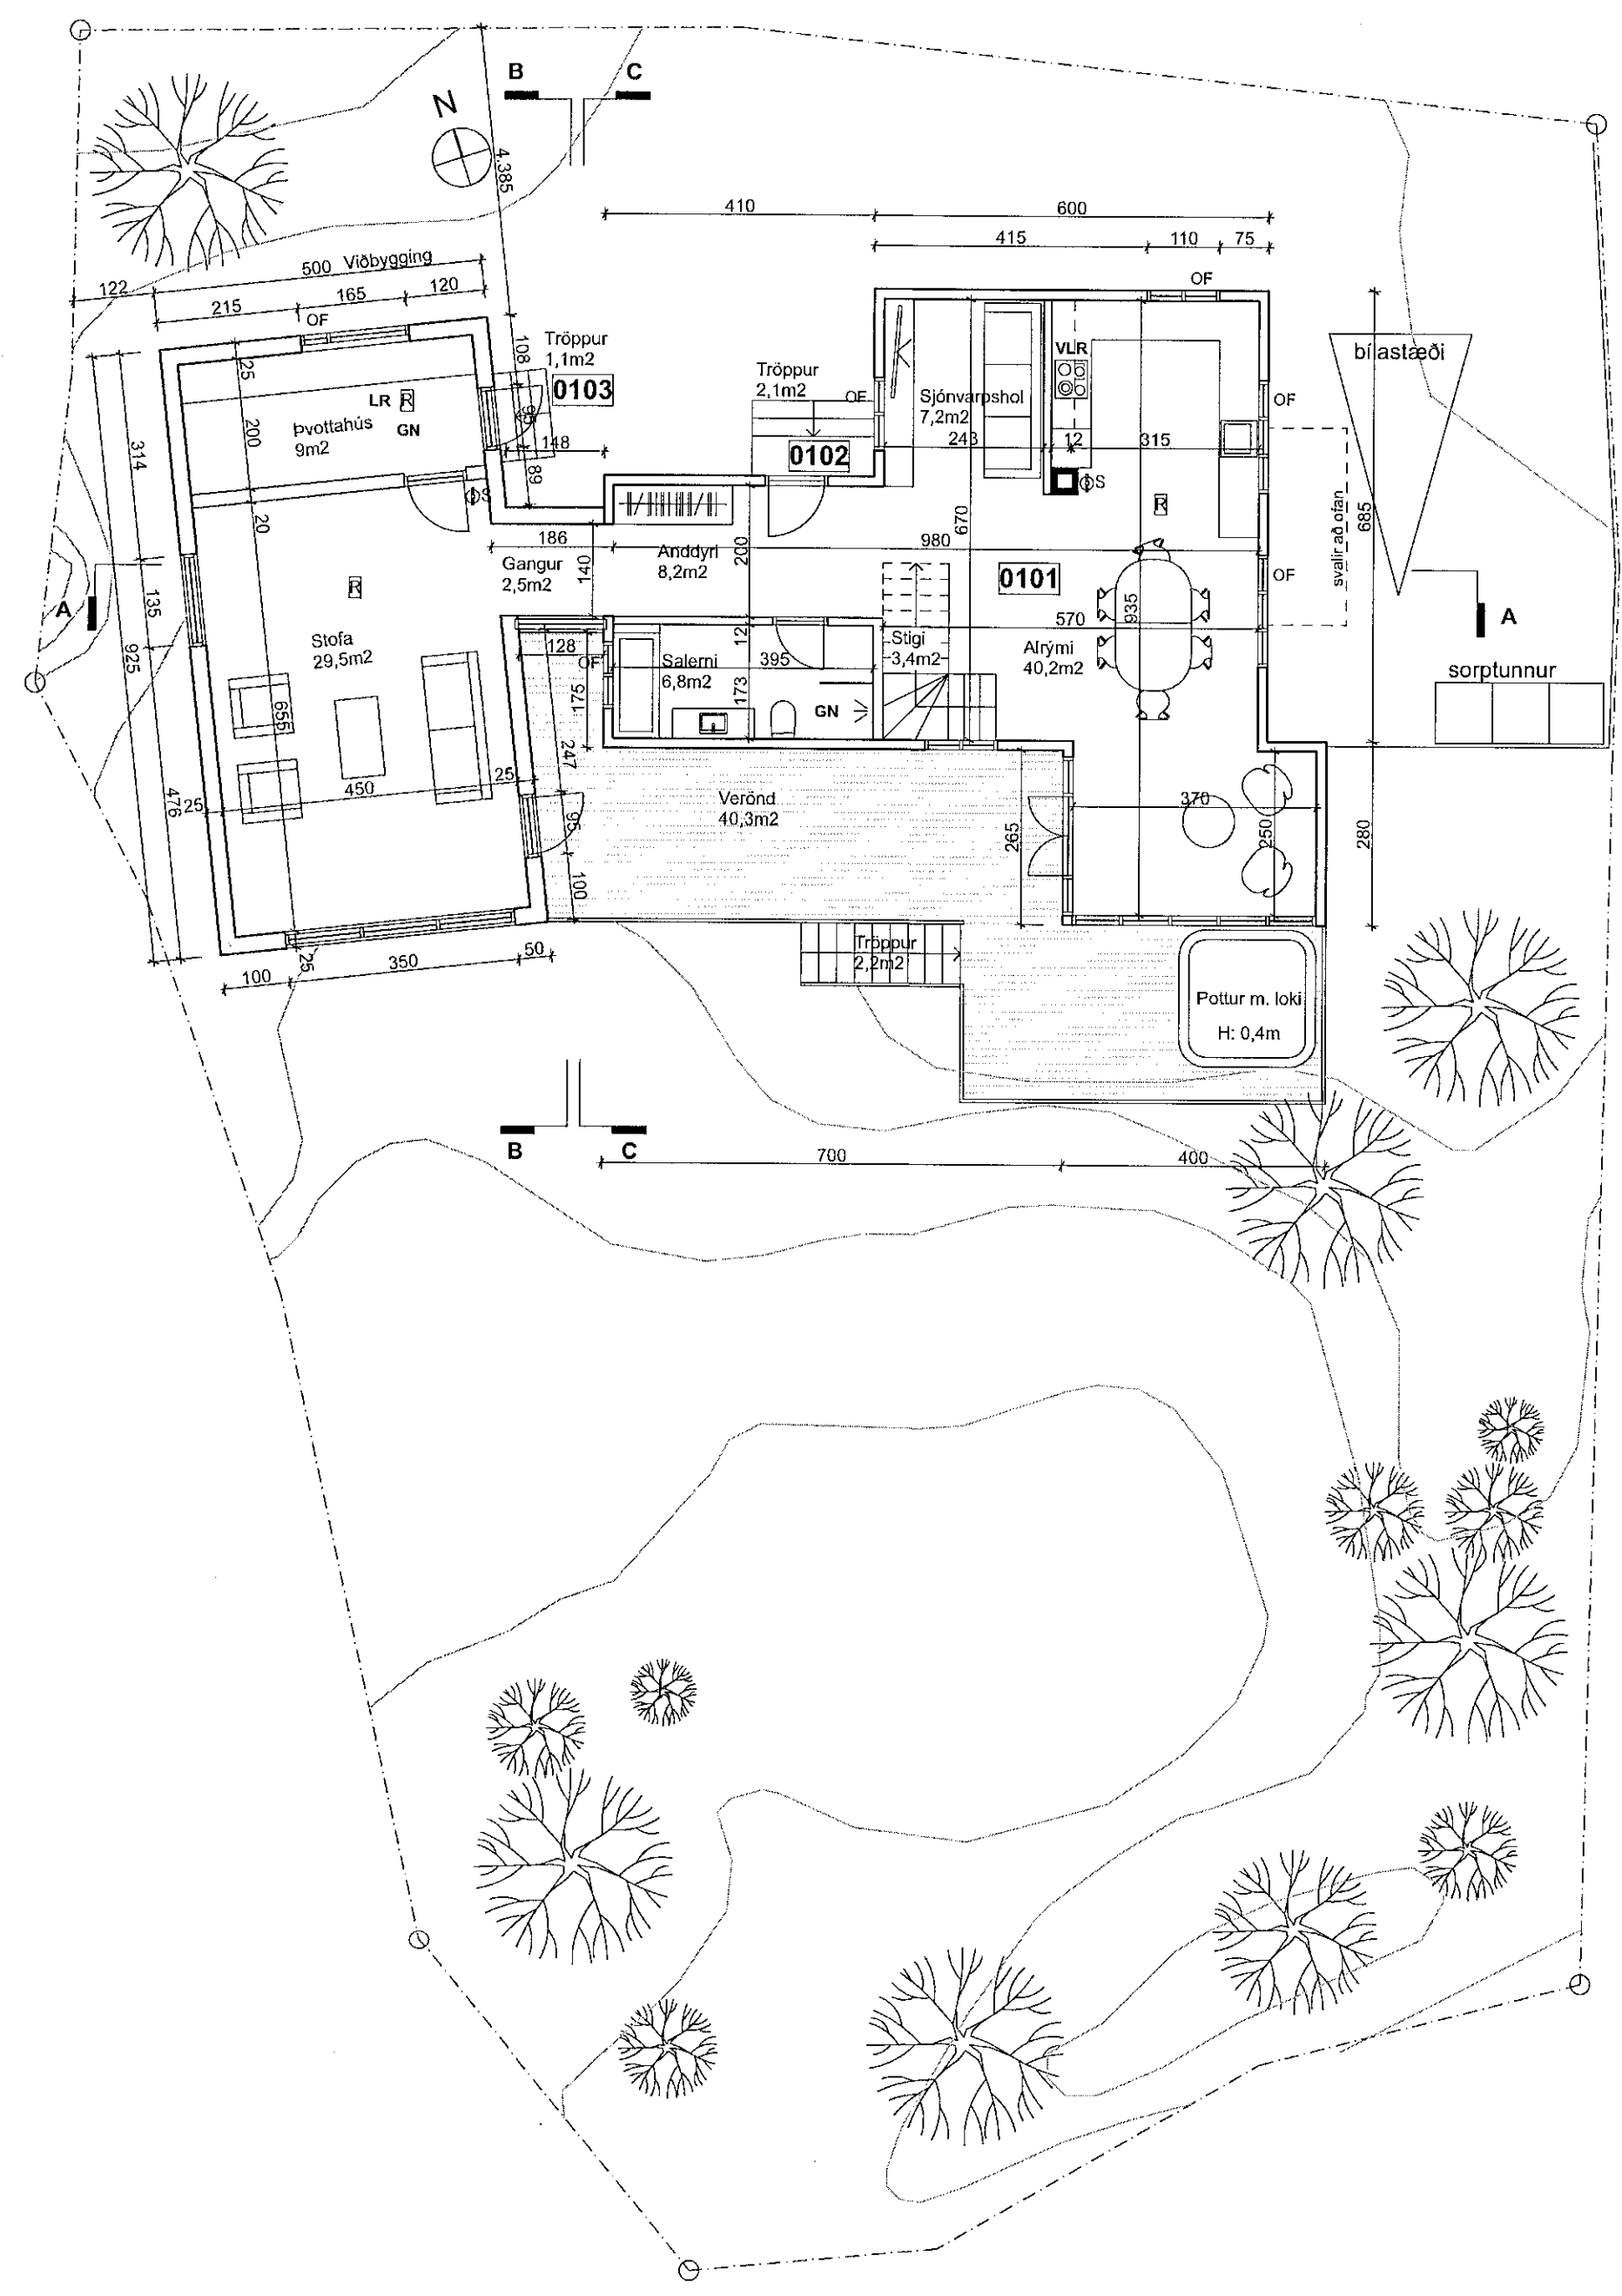 B
C
N
4.385
410
600
415
110
75
OF
500 Viðbygging
122
215
165
120
OF
108
Tröppur
1,1m2
0103
95
148
89
Tröppur
2,1m2
OF
0102
Sjónvarpshol
7,2m2
243
12
315
VLR
S
R
OF
bílastæði
svalir að ofan
685
25
200
LR R
GN
Þvottahús
9m2
S
20
314
135
925
476
A
R
Stofa
29,5m2
655
450
25
25
186
Gangur
2,5m2
140
Anddyri
8,2m2
200
980
670
0101
935
570
OF
A
Alrými
40,2m2
Stigi
3,4m2
128
OF
175
Salerni
6,8m2
12
395
173
GN
sorptunnur
247
95
100
Verönd
40,3m2
265
370
250
280
100
350
50
25
Tröppur
2,2m2
Pottur m. loki
H: 0,4m
B
C
700
400